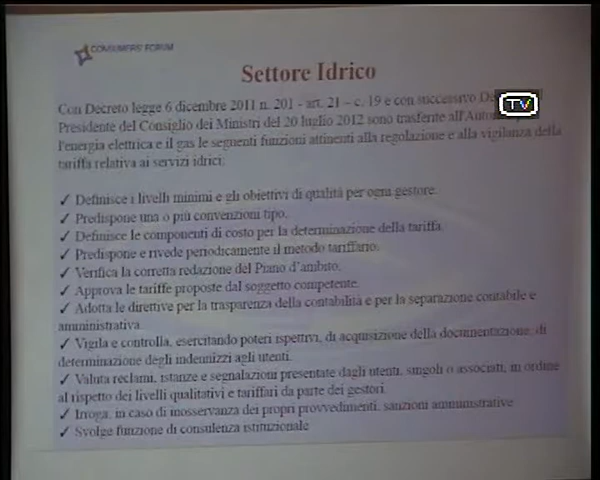 CONSUMERS' FORUM
Settore Idrico
TV
Con Decreto legge 6 dicembre 2011 n. 201 - art. 21 – c. 19 e con successivo
Presidente del Consiglio dei Ministri del 20 luglio 2012 sono trasferite all'Auto
l'energia elettrica e il gas le seguenti funzioni attinenti alla regolazione e alla vigilanza della
tariffa relativa ai servizi idrici:
✓ Definisce i livelli minimi e gli obiettivi di qualità per ogni gestore.
✓ Predispone una o più convenzioni tipo.
✓ Definisce le componenti di costo per la determinazione della tariffa.
✓ Predispone e rivede periodicamente il metodo tariffario.
✓ Verifica la corretta redazione del Piano d'ambito.
✓ Approva le tariffe proposte dal soggetto competente.
✓ Adotta le direttive per la trasparenza della contabilità e per la separazione contabile e
amministrativa.
✓ Vigila e controlla, esercitando poteri ispettivi, di acquisizione della documentazione, di
determinazione degli indennizzi agli utenti.
✓ Valuta reclami, istanze e segnalazioni presentate dagli utenti, singoli o associati, in ordine
al rispetto dei livelli qualitativi e tariffari da parte dei gestori.
✓ Irroga, in caso di inosservanza dei propri provvedimenti, sanzioni amministrative
✓ Svolge funzione di consulenza istituzionale